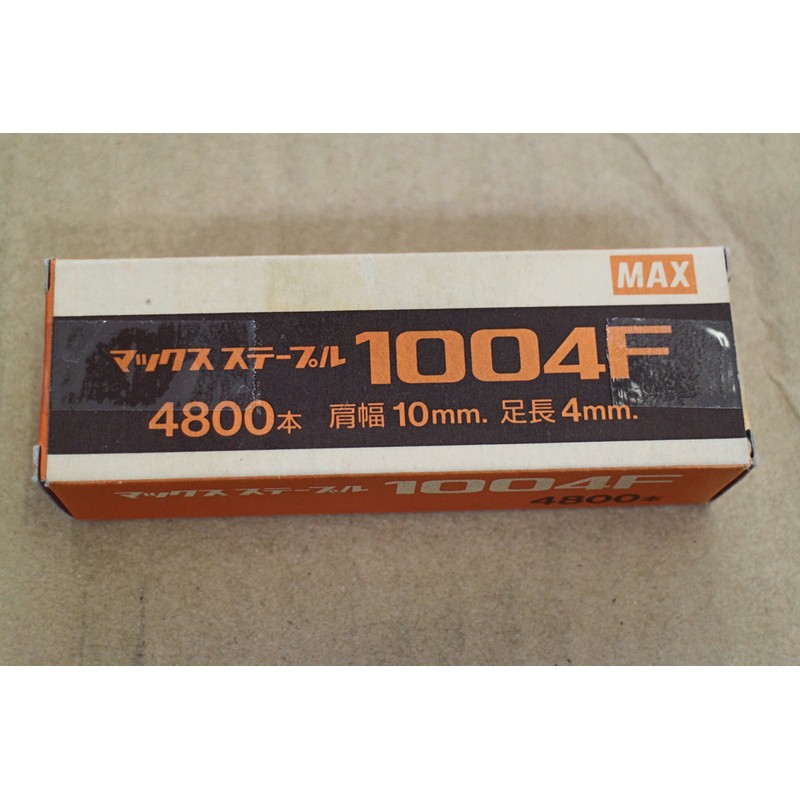 MAX
マックス ステープル 1004F
4800本 肩幅 10mm. 足長 4mm.
マックス ステープル 1004F
4800本